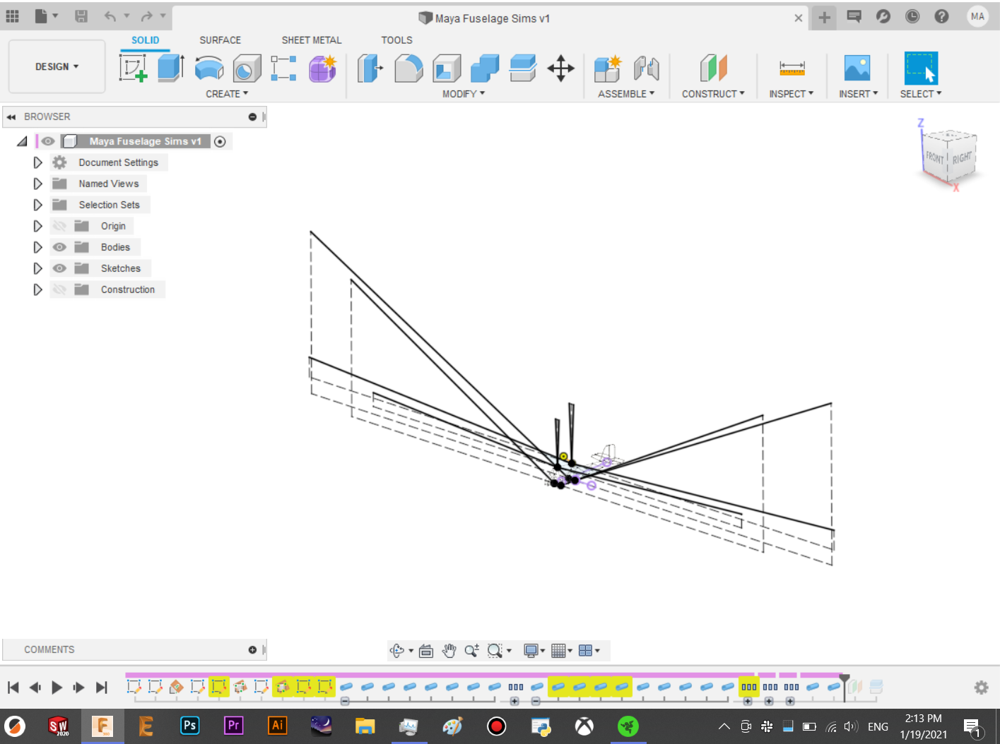 Maya Fuselage Sims v1
MA
SOLID
SURFACE
SHEET METAL
TOOLS
DESIGN
CREATE
MODIFY
ASSEMBLE
CONSTRUCT
INSPECT
INSERT
SELECT
BROWSER
Maya Fuselage Sims v1
Document Settings
Named Views
Selection Sets
Origin
Bodies
Sketches
Construction
Z
FRONT
RIGHT
X
COMMENTS
SW
2020
F
360
E
Ps
Pr
Ai
ENG
2:13 PM
1/19/2021
1